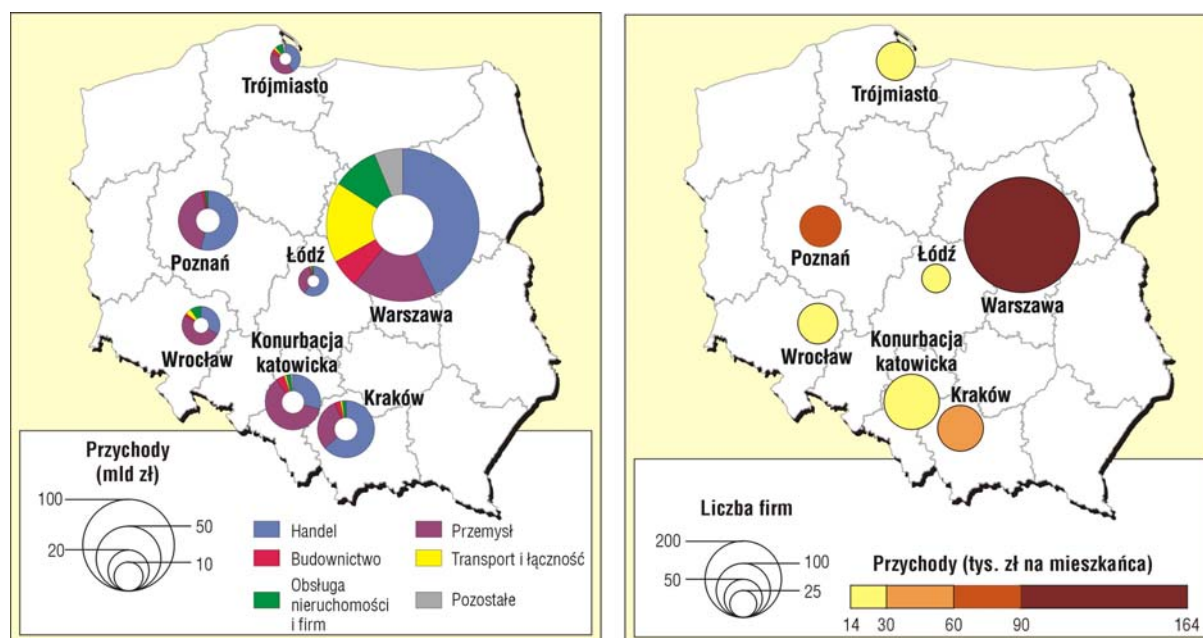 Trójmiasto
Poznań
Łódź
Warszawa
Wrocław
Konurbacja
katowicka
Kraków
Przychody
(mld zł)
100
50
20
10
Handel
Przemysł
Budownictwo
Transport i łączność
Obsługa
nieruchomości
i firm
Pozostałe
Trójmiasto
Poznań
Łódź
Warszawa
Wrocław
Konurbacja
katowicka
Kraków
Liczba firm
200
100
50
25
Przychody (tys. zł na mieszkańca)
14 30 60 90 164